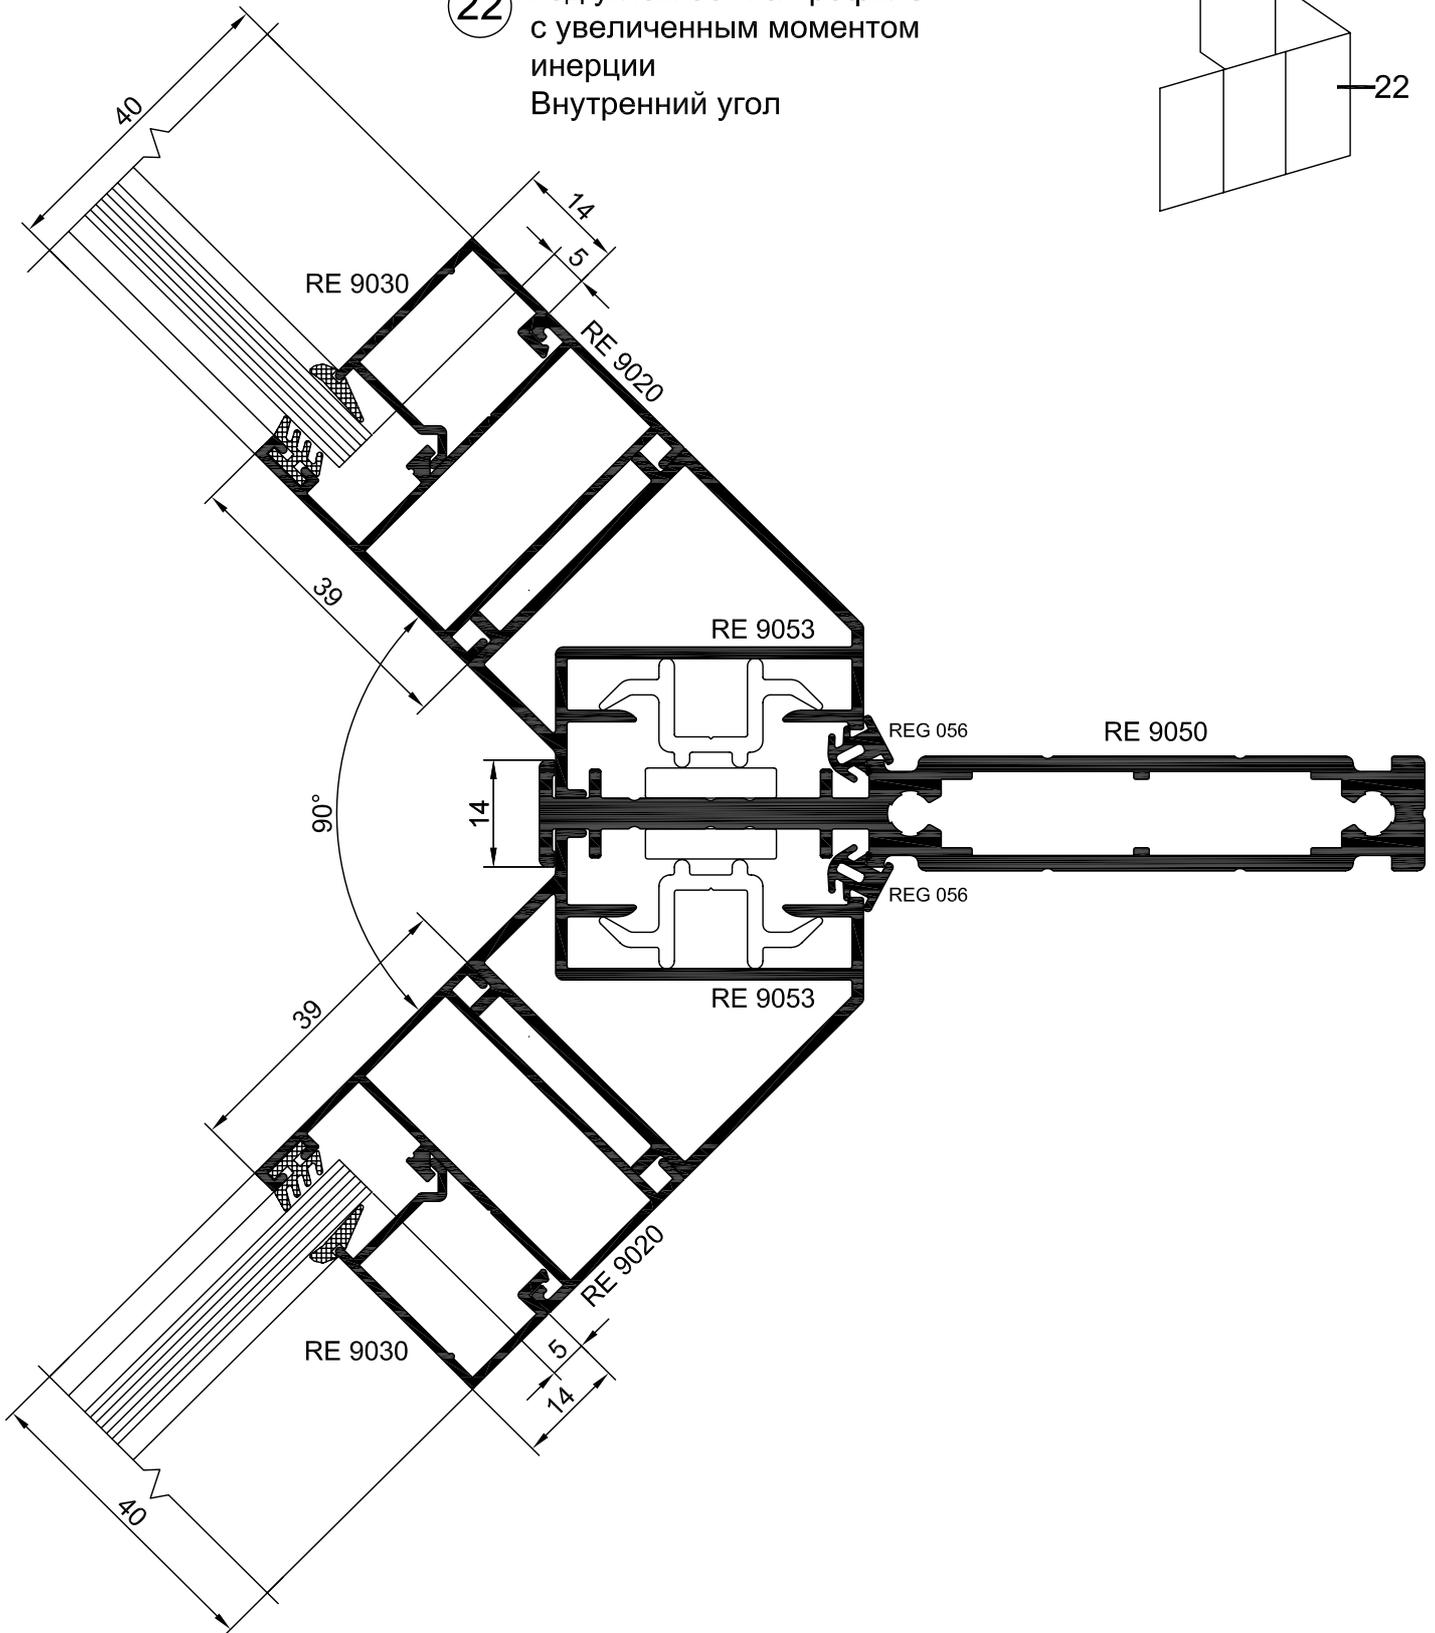 22
с увеличенным моментом
инерции
Внутренний угол
22
40
14
5
RE 9030
RE 9020
39
RE 9053
REG 056
RE 9050
14
90°
REG 056
RE 9053
39
RE 9020
5
RE 9030
14
40